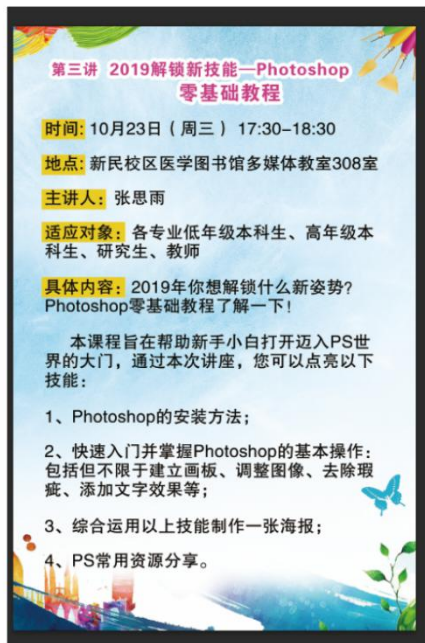 第三讲 2019解锁新技能—Photoshop
零基础教程
时间: 10月23日（周三） 17:30-18:30
地点: 新民校区医学图书馆多媒体教室308室
主讲人：张思雨
适应对象：各专业低年级本科生、高年级本
科生、研究生、教师
具体内容：2019年你想解锁什么新姿势?
Photoshop零基础教程了解一下!
本课程旨在帮助新手小白打开迈入PS世
界的大门，通过本次讲座，您可以点亮以下
技能：
1、Photoshop的安装方法；
2、快速入门并掌握Photoshop的基本操作：
包括但不限于建立画板、调整图像、去除瑕
疵、添加文字效果等；
3、综合运用以上技能制作一张海报；
4、PS常用资源分享。